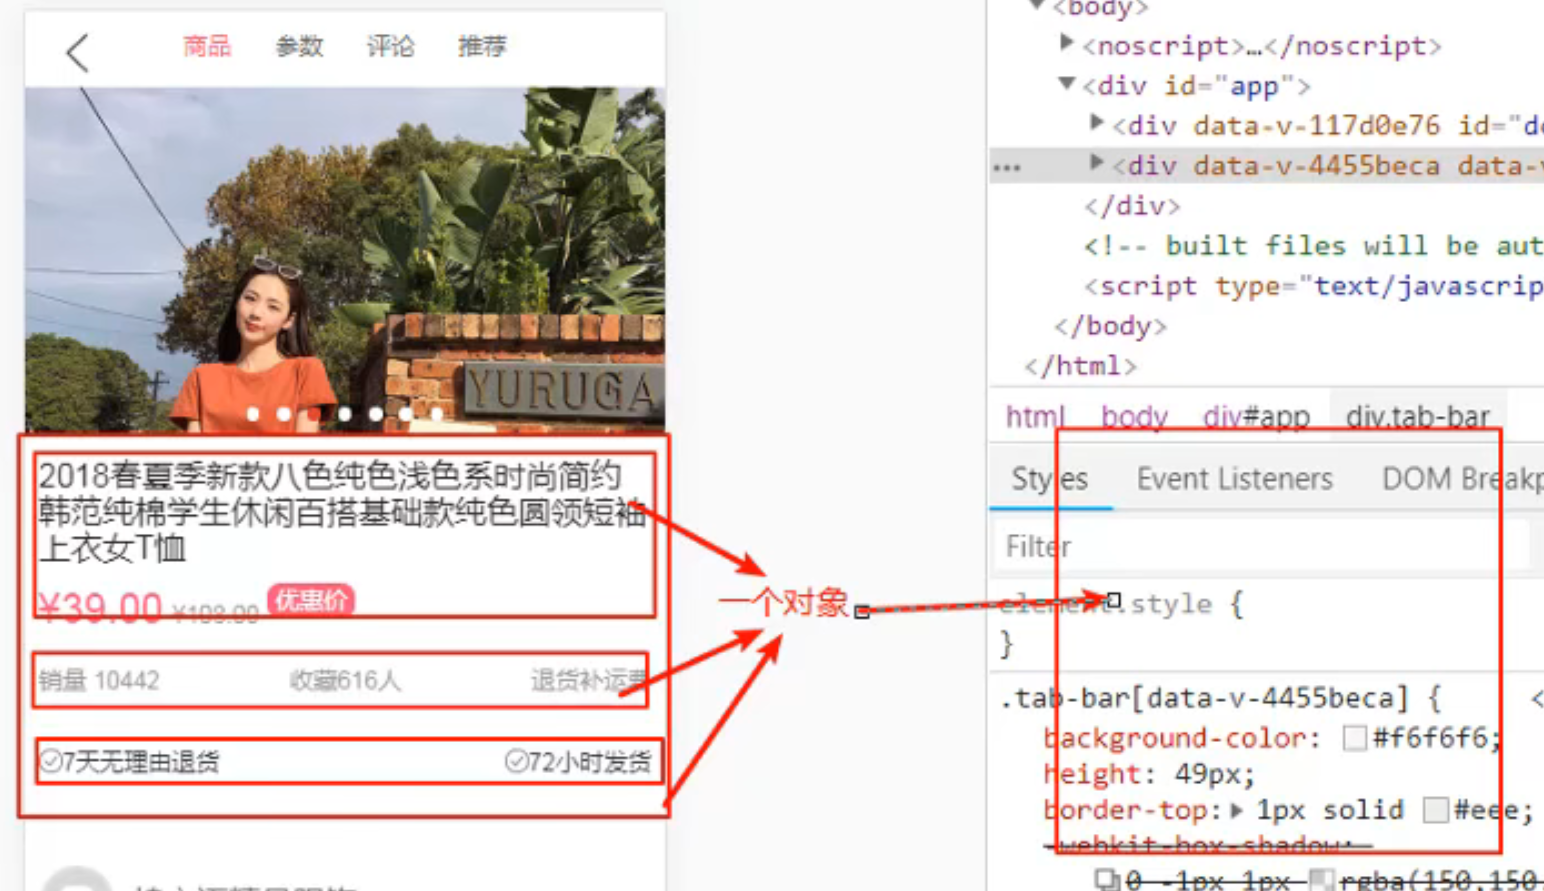 商品 参数 评论 推荐
YURUGA
2018春夏季新款八色纯色浅色系时尚简约
韩范纯棉学生休闲百搭基础款纯色圆领短袖
上衣女T恤
¥39.00 ¥108.00 优惠价
销量 10442 收藏616人 退货补运费
7天无理由退货 72小时发货
一个对象
<body>
<noscript>…</noscript>
<div id="app">
<div data-v-117d0e76 id="de
<div data-v-4455beca data-v
</div>
<!-- built files will be aut
<script type="text/javascrip
</body>
</html>
html body div#app div.tab-bar
Styles Event Listeners DOM Breakp
Filter
element.style {
}
.tab-bar[data-v-4455beca] {
background-color: #f6f6f6;
height: 49px;
border-top: 1px solid #eee;
-webkit-box-shadow:
0 -1px 1px rgba(150,150,